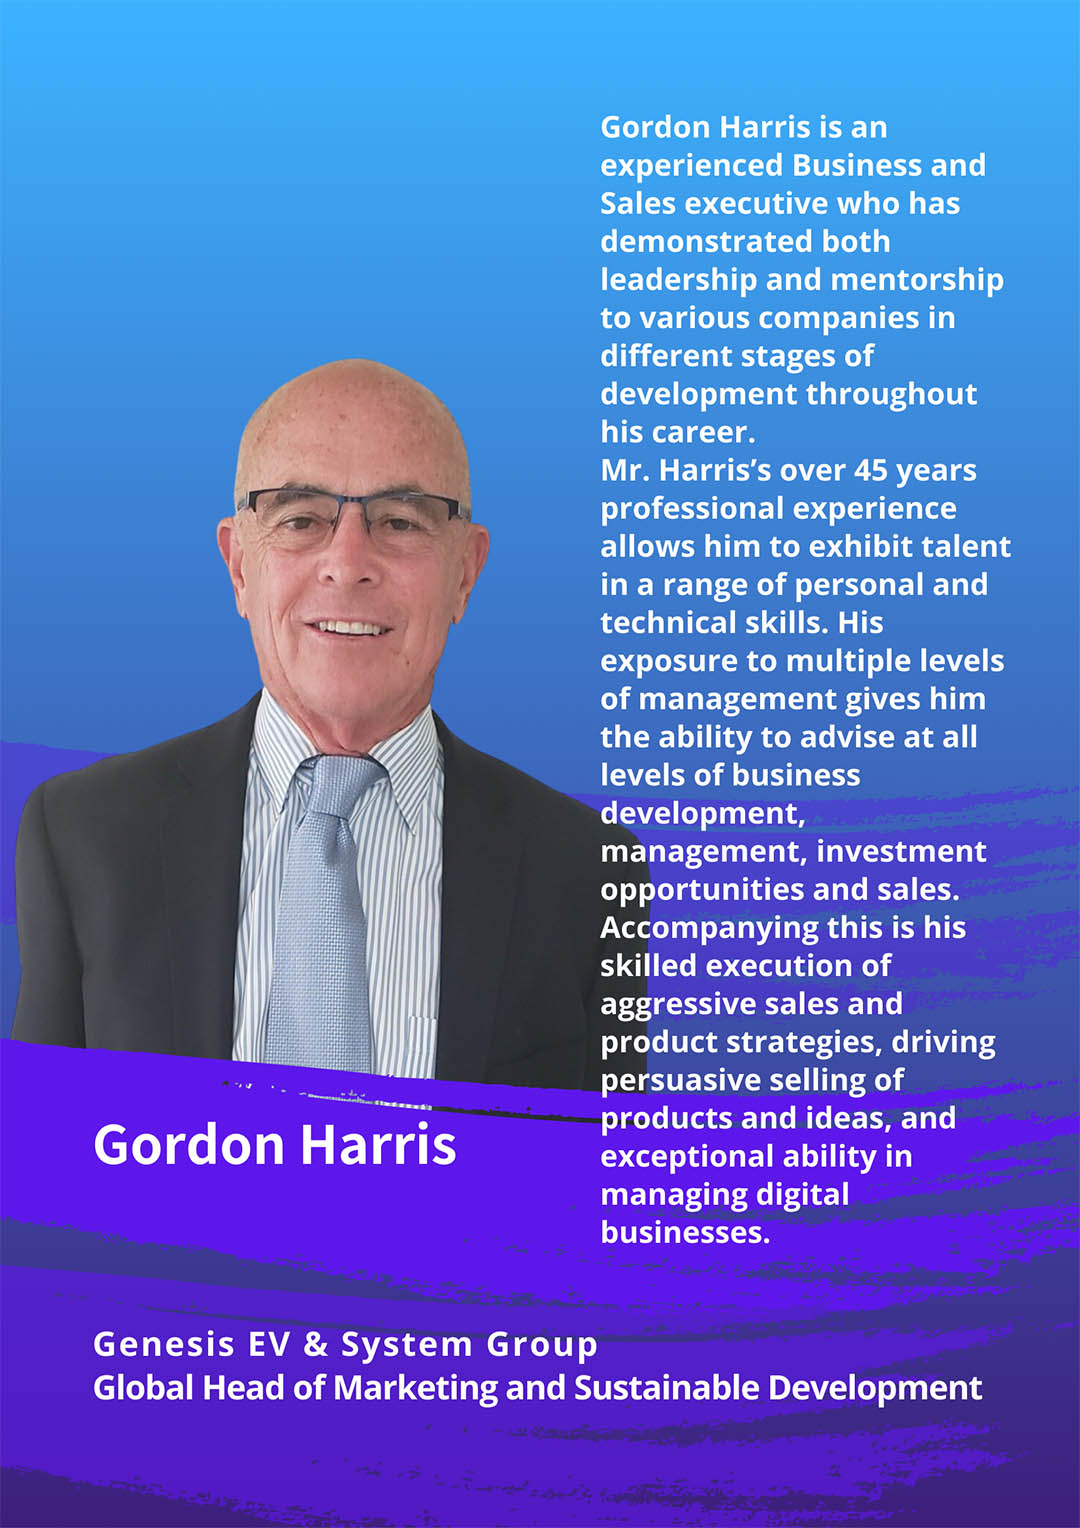 Gordon Harris is an
experienced Business and
Sales executive who has
demonstrated both
leadership and mentorship
to various companies in
different stages of
development throughout
his career.
Mr. Harris’s over 45 years
professional experience
allows him to exhibit talent
in a range of personal and
technical skills. His
exposure to multiple levels
of management gives him
the ability to advise at all
levels of business
development,
management, investment
opportunities and sales.
Accompanying this is his
skilled execution of
aggressive sales and
product strategies, driving
persuasive selling of
products and ideas, and
exceptional ability in
managing digital
businesses.
Gordon Harris
Genesis EV & System Group
Global Head of Marketing and Sustainable Development